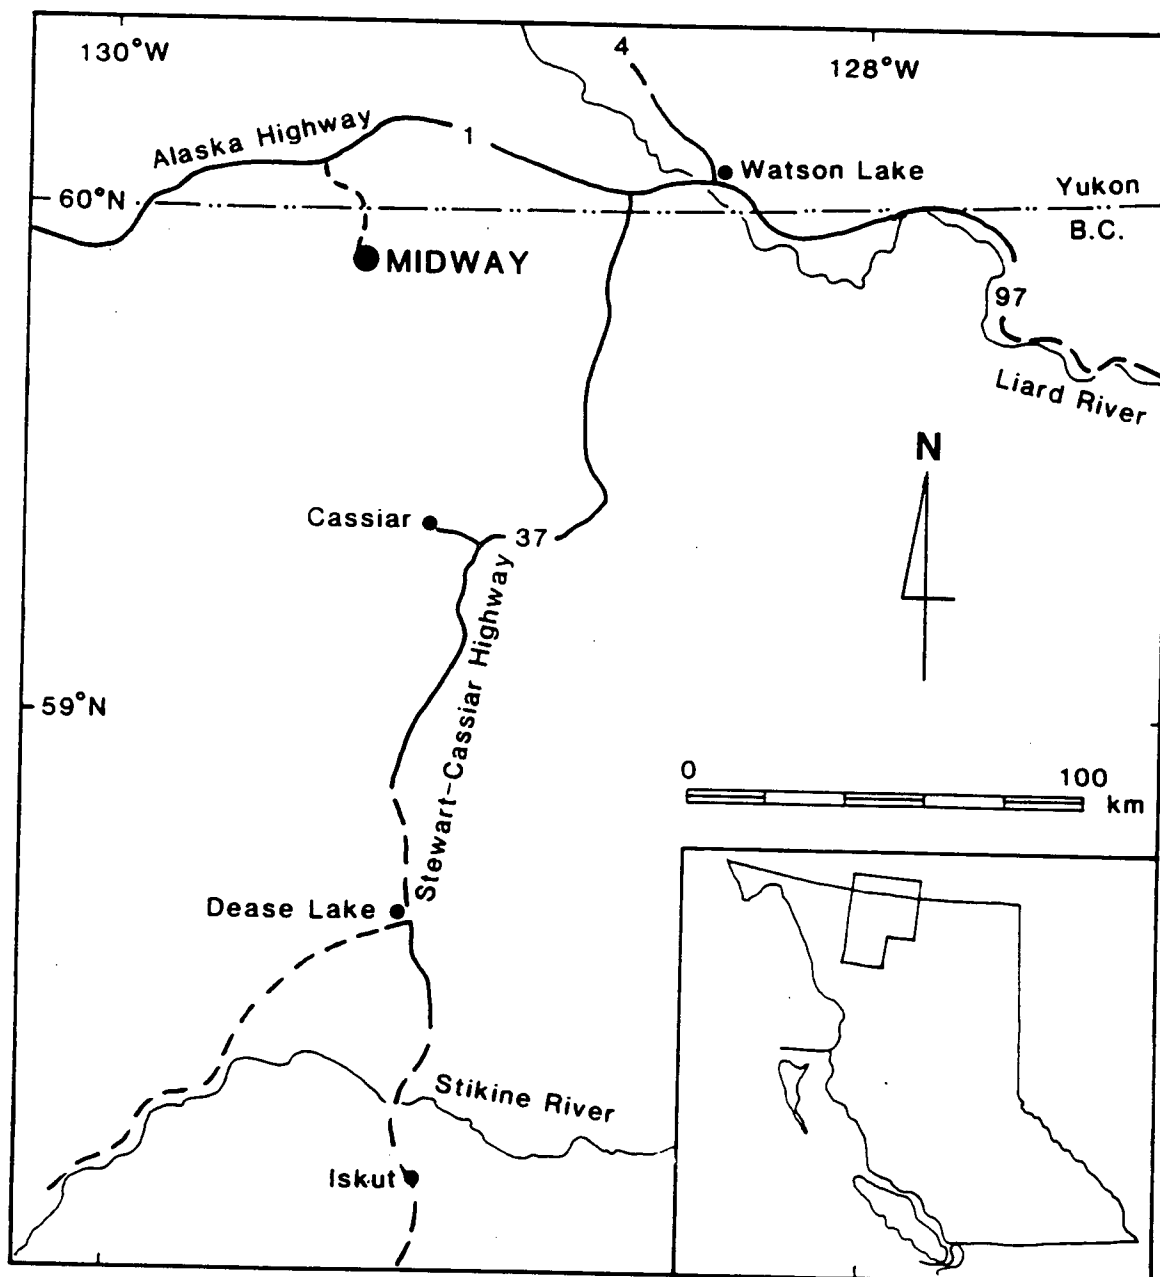 130°W
4
128°W
Alaska Highway
1
Watson Lake
60°N
Yukon
B.C.
MIDWAY
97
Liard River
N
Cassiar
37
Stewart-Cassiar Highway
59°N
0
100
km
Dease Lake
Stikine River
Iskut